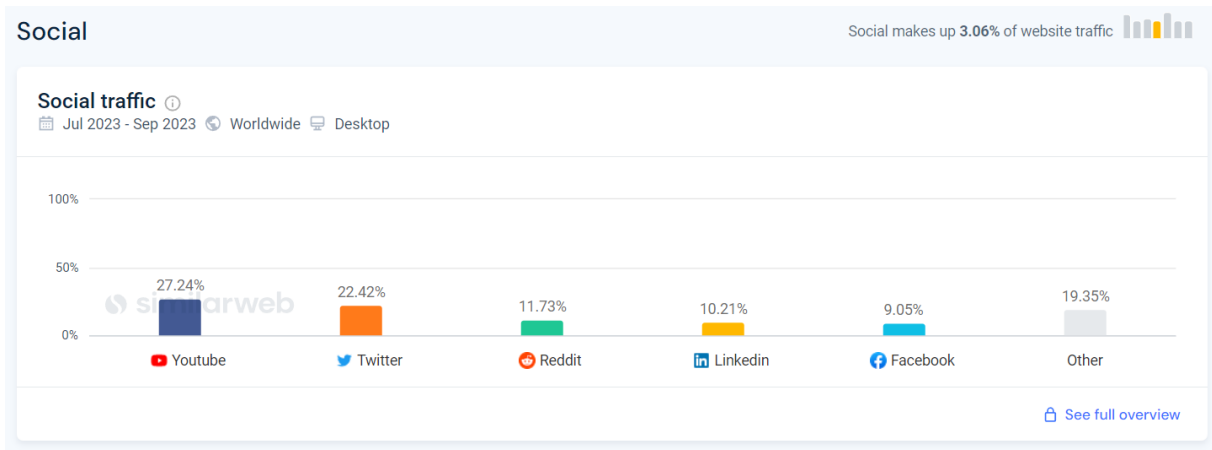 Social
Social makes up 3.06% of website traffic
Social traffic
Jul 2023 - Sep 2023 Worldwide Desktop
100%
50%
0%
27.24%
22.42%
11.73%
10.21%
9.05%
19.35%
similarweb
Youtube
Twitter
Reddit
Linkedin
Facebook
Other
See full overview